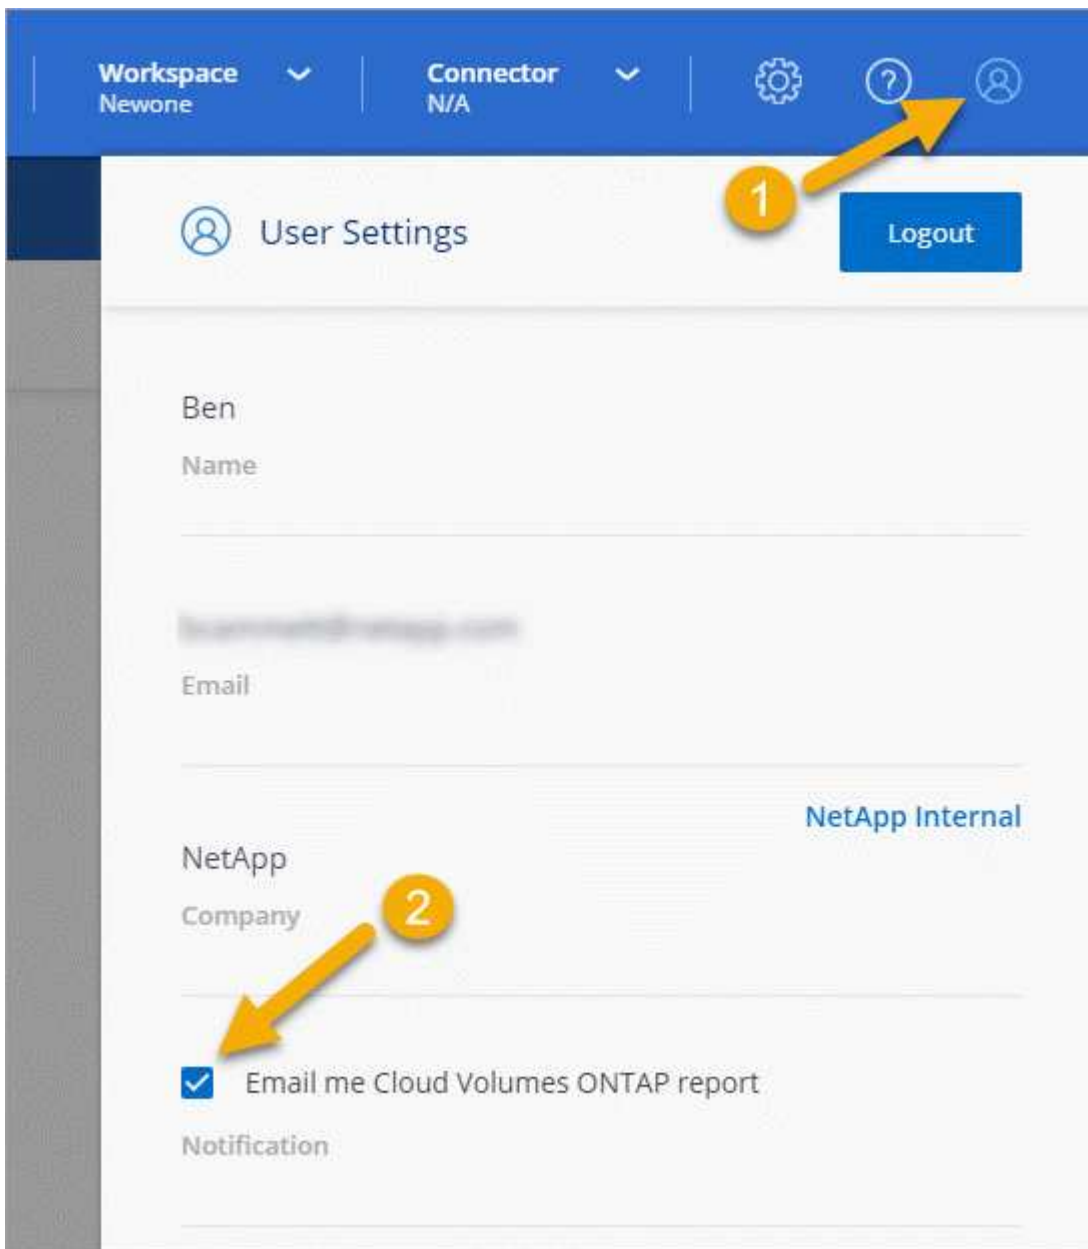 Workspace
Newone
Connector
N/A
1
User Settings
Logout
Ben
Name
Email
NetApp Internal
NetApp
Company
2
Email me Cloud Volumes ONTAP report
Notification